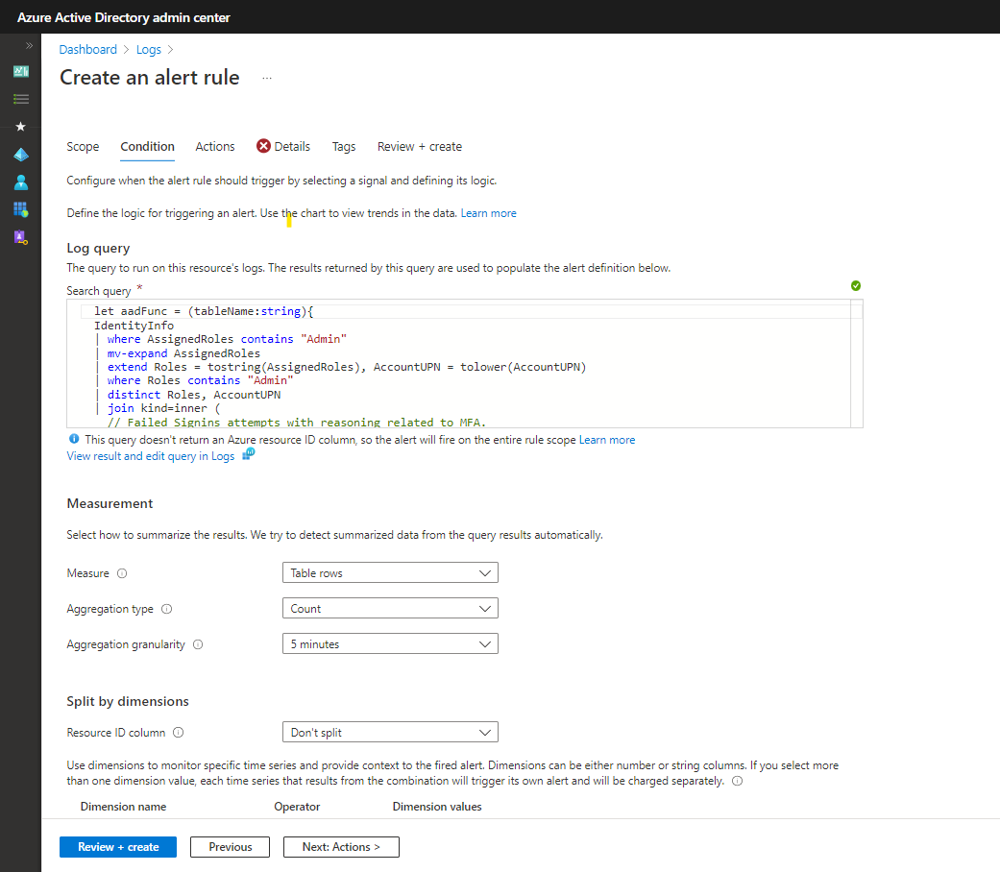 Azure Active Directory admin center
Dashboard > Logs >
Create an alert rule ...
Scope Condition Actions Details Tags Review + create
Configure when the alert rule should trigger by selecting a signal and defining its logic.
Define the logic for triggering an alert. Use the chart to view trends in the data. Learn more
Log query
The query to run on this resource's logs. The results returned by this query are used to populate the alert definition below.
Search query *
let aadFunc = (tableName:string){
IdentityInfo
| where AssignedRoles contains "Admin"
| mv-expand AssignedRoles
| extend Roles = tostring(AssignedRoles), AccountUPN = tolower(AccountUPN)
| where Roles contains "Admin"
| distinct Roles, AccountUPN
| join kind=inner (
// Failed Signins attempts with reasoning related to MFA.
This query doesn't return an Azure resource ID column, so the alert will fire on the entire rule scope Learn more
View result and edit query in Logs
Measurement
Select how to summarize the results. We try to detect summarized data from the query results automatically.
Measure Table rows
Aggregation type Count
Aggregation granularity 5 minutes
Split by dimensions
Resource ID column Don't split
Use dimensions to monitor specific time series and provide context to the fired alert. Dimensions can be either number or string columns. If you select more
than one dimension value, each time series that results from the combination will trigger its own alert and will be charged separately.
Dimension name Operator Dimension values
Review + create Previous Next: Actions >